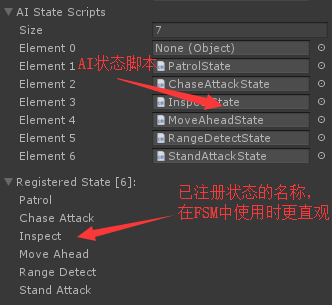 AI State Scripts
Size 7
Element 0 None (Object)
Element 1 PatrolState
AI状态脚本
Element 2 ChaseAttackState
Element 3 InspectState
Element 4 MoveAheadState
Element 5 RangeDetectState
Element 6 StandAttackState
Registered State [6]:
Patrol
已注册状态的名称，
Chase Attack
在FSM中使用时更直观
Inspect
Move Ahead
Range Detect
Stand Attack